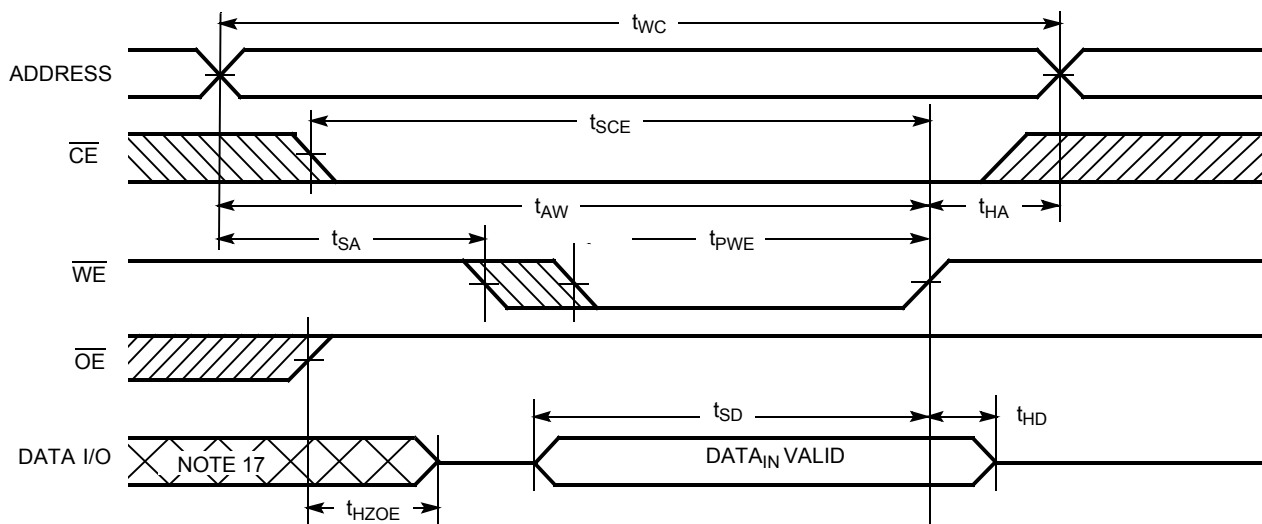 tWC
ADDRESS
tSCE
CE
tAW
tHA
tSA
tPWE
WE
OE
tSD
tHD
DATA I/O
NOTE 17
DATAIN VALID
tHZOE